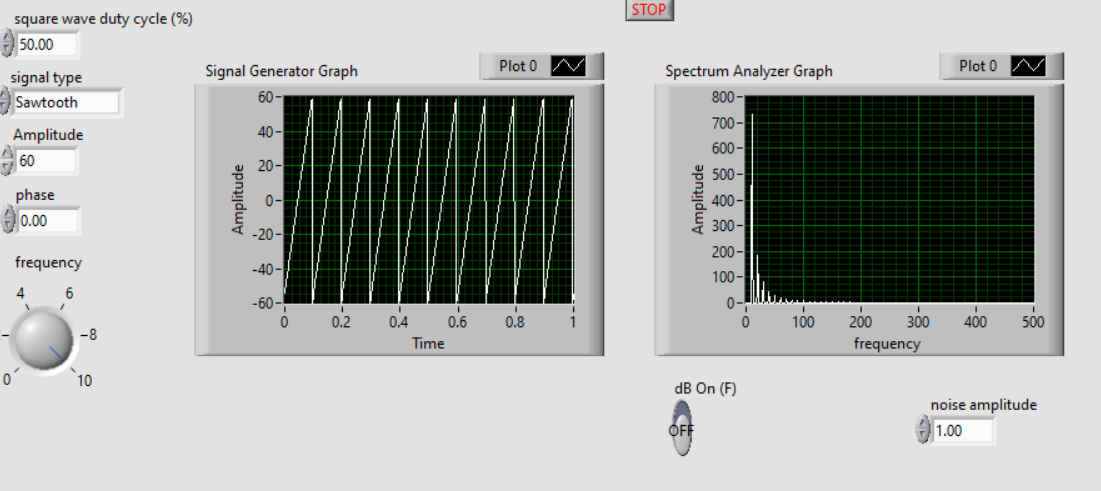 square wave duty cycle (%)
50.00
STOP
signal type
Sawtooth
Amplitude
60
phase
0.00
frequency
4
6
8
0
10
Signal Generator Graph
Plot 0
Amplitude
60
40
20
0
-20
-40
-60
0
0.2
0.4
0.6
0.8
1
Time
Spectrum Analyzer Graph
Plot 0
Amplitude
800
700
600
500
400
300
200
100
0
0
100
200
300
400
500
frequency
dB On (F)
OFF
noise amplitude
1.00